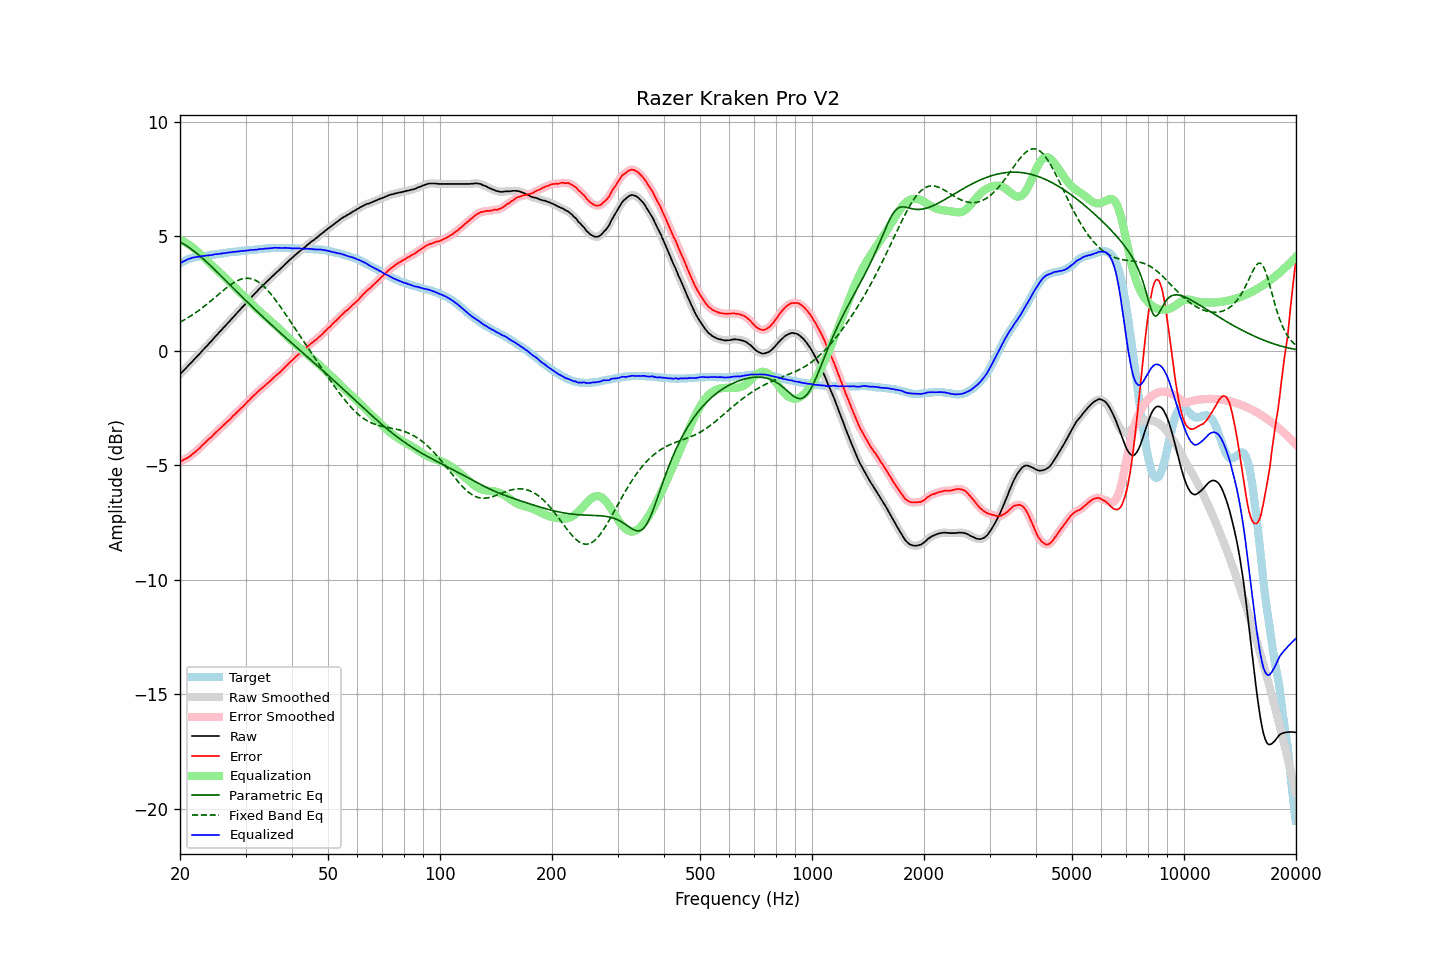 Razer Kraken Pro V2
Amplitude (dBr)
10
5
0
−5
−10
−15
−20
Target
Raw Smoothed
Error Smoothed
Raw
Error
Equalization
Parametric Eq
Fixed Band Eq
Equalized
20 50 100 200 500 1000 2000 5000 10000 20000
Frequency (Hz)